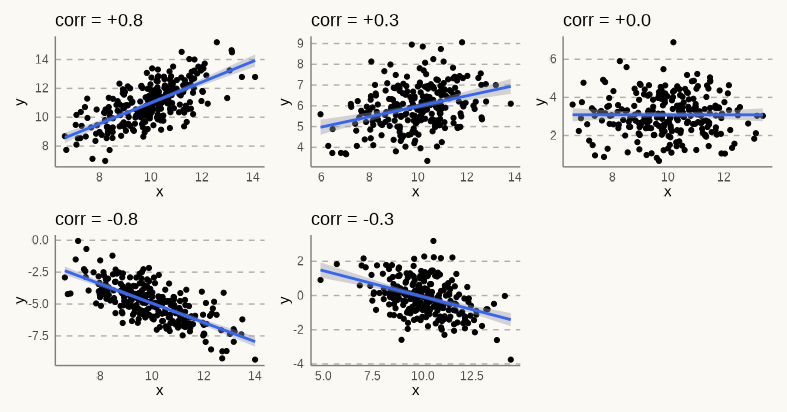 corr = +0.8
14
12
10
8
y
8
10
12
14
x
corr = +0.3
9
8
7
6
5
4
y
6
8
10
12
14
x
corr = +0.0
6
4
2
y
8
10
12
x
corr = -0.8
0.0
-2.5
-5.0
-7.5
y
8
10
12
14
x
corr = -0.3
2
0
-2
-4
y
5.0
7.5
10.0
12.5
x